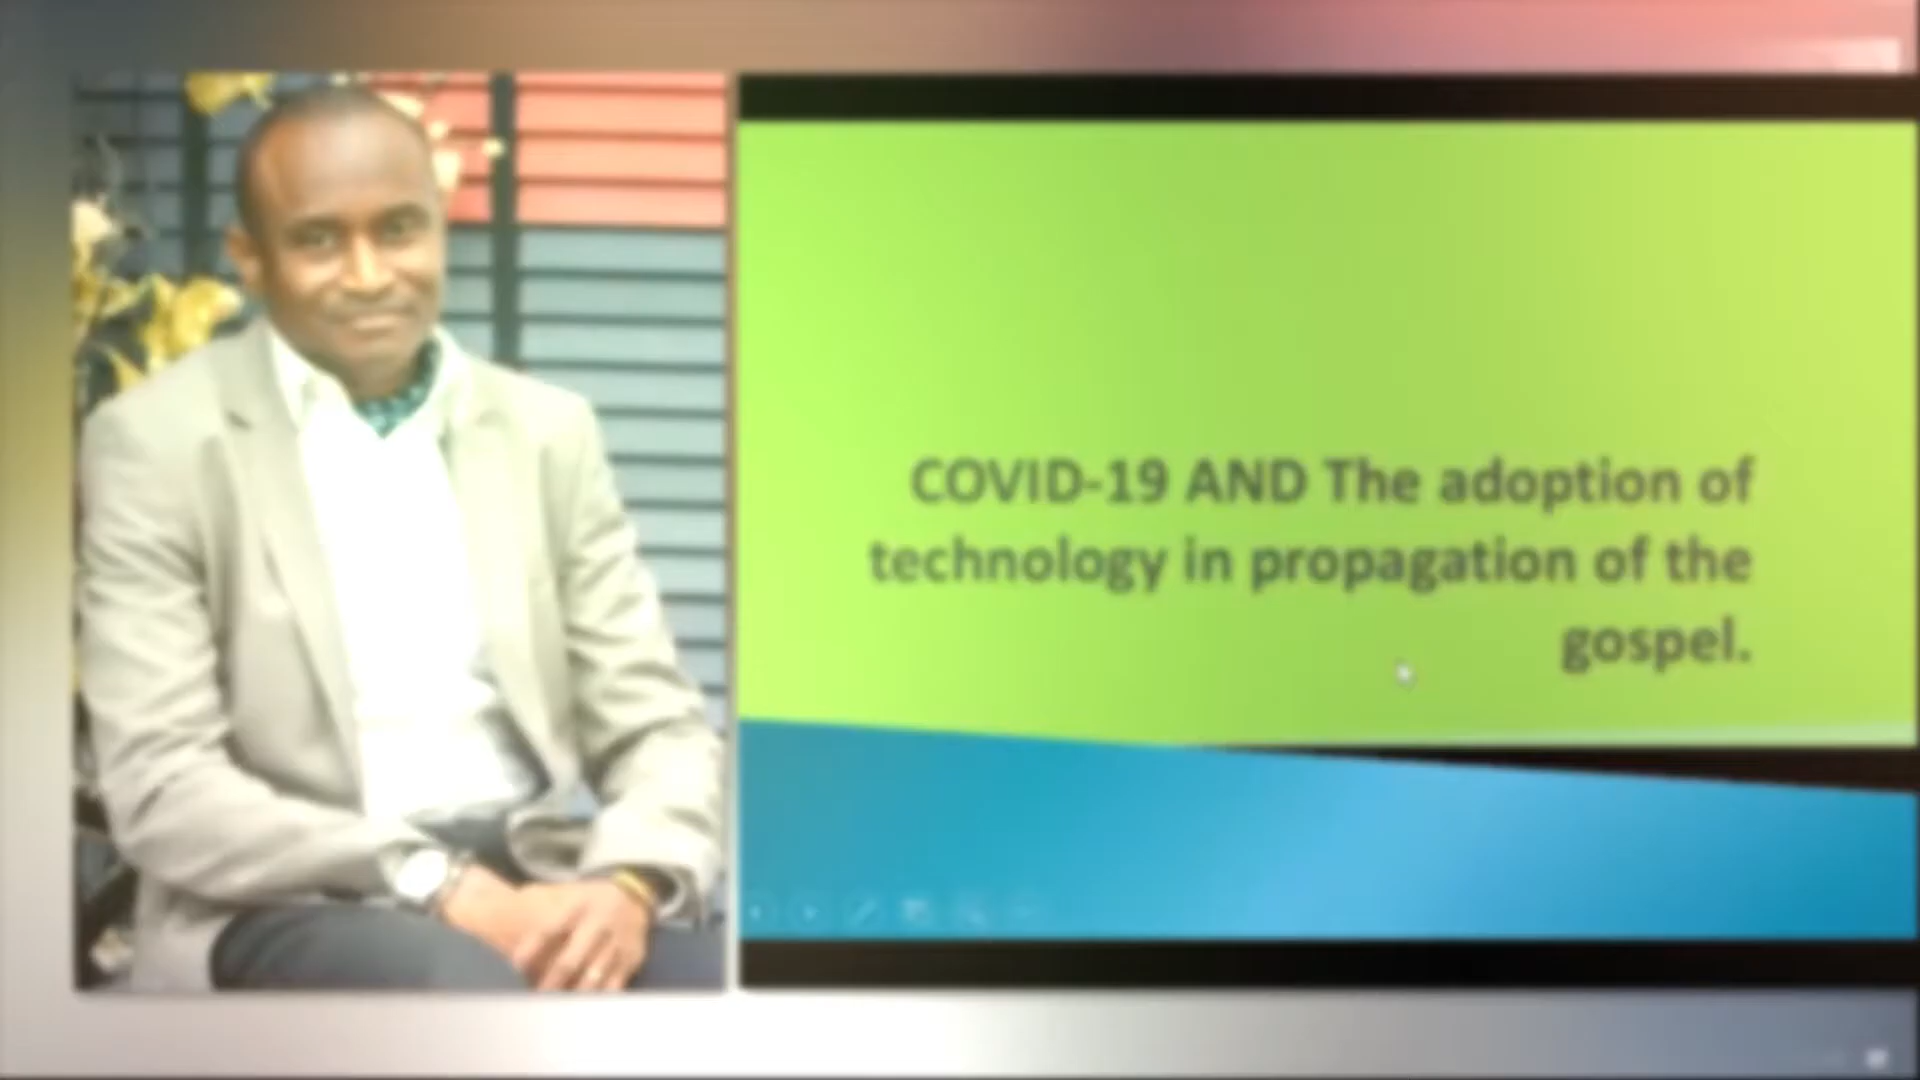 COVID-19 AND The adoption of
technology in propagation of the
gospel.